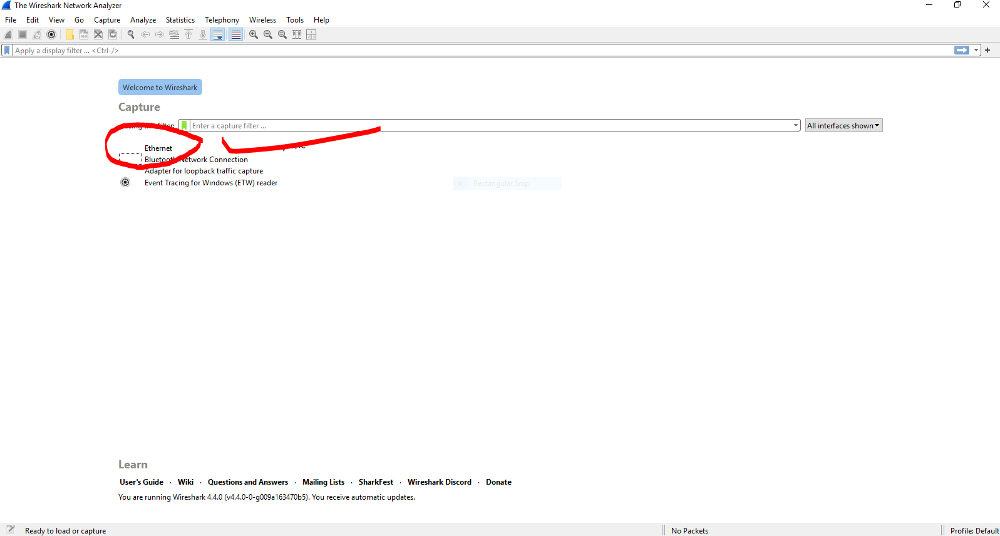 The Wireshark Network Analyzer
File Edit View Go Capture Analyze Statistics Telephony Wireless Tools Help
Apply a display filter ... <Ctrl-/>
Welcome to Wireshark
Capture
filter: Enter a capture filter ... All interfaces shown
Ethernet
Bluetooth Network Connection
Adapter for loopback traffic capture
Event Tracing for Windows (ETW) reader
Rectangular Snip
Learn
User's Guide · Wiki · Questions and Answers · Mailing Lists · SharkFest · Wireshark Discord · Donate
You are running Wireshark 4.4.0 (v4.4.0-0-g009a163470b5). You receive automatic updates.
Ready to load or capture No Packets Profile: Default